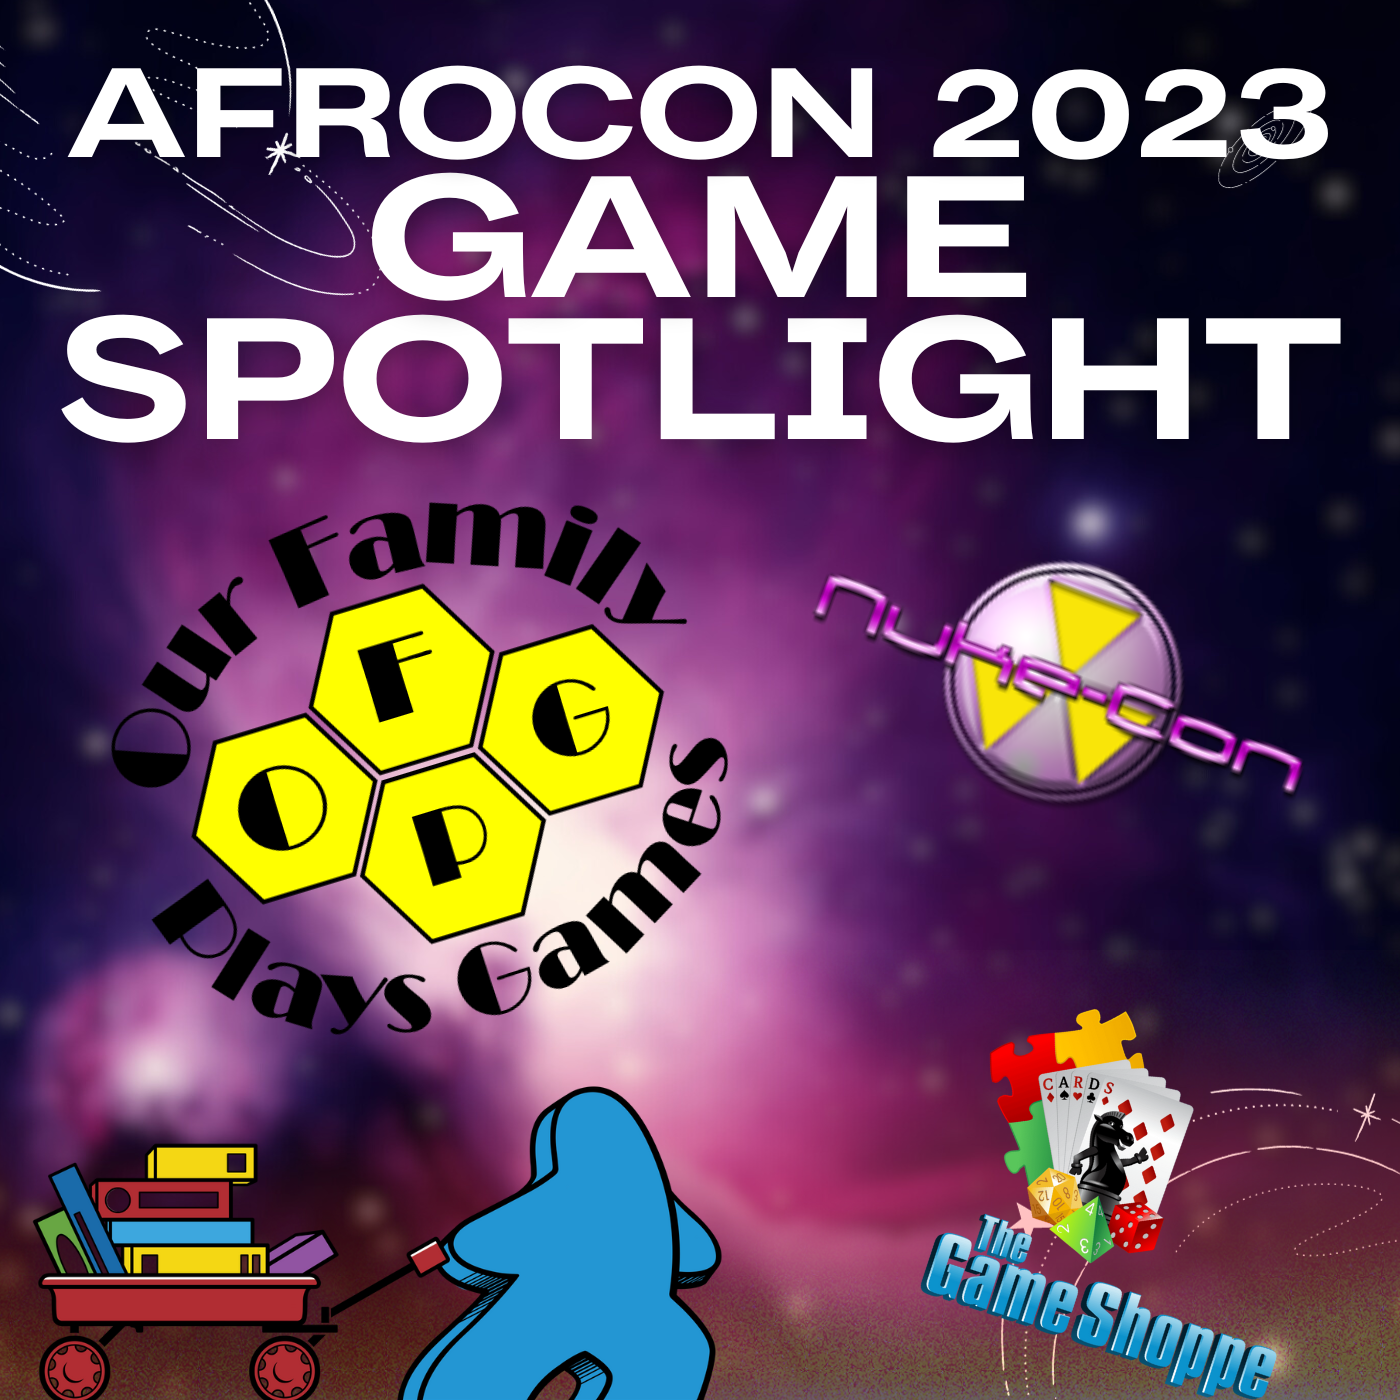 AFROCON 2023
GAME
SPOTLIGHT
Our Family
F
G
O
P
Plays Games
nuke-con
CARDS
The
Game Shoppe